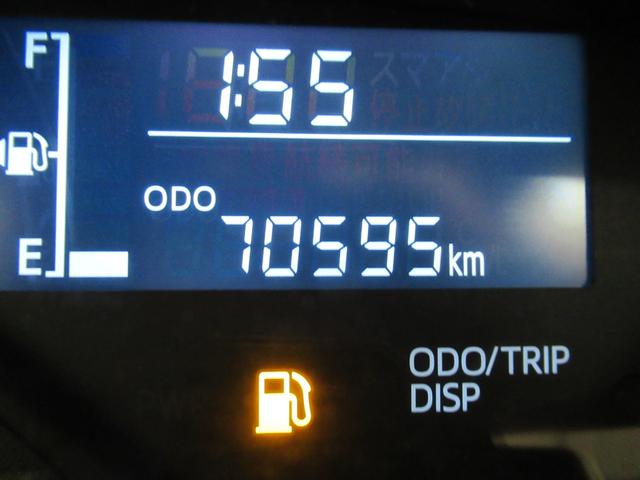 F
1:55
ODO
70595km
E
ODO/TRIP
DISP